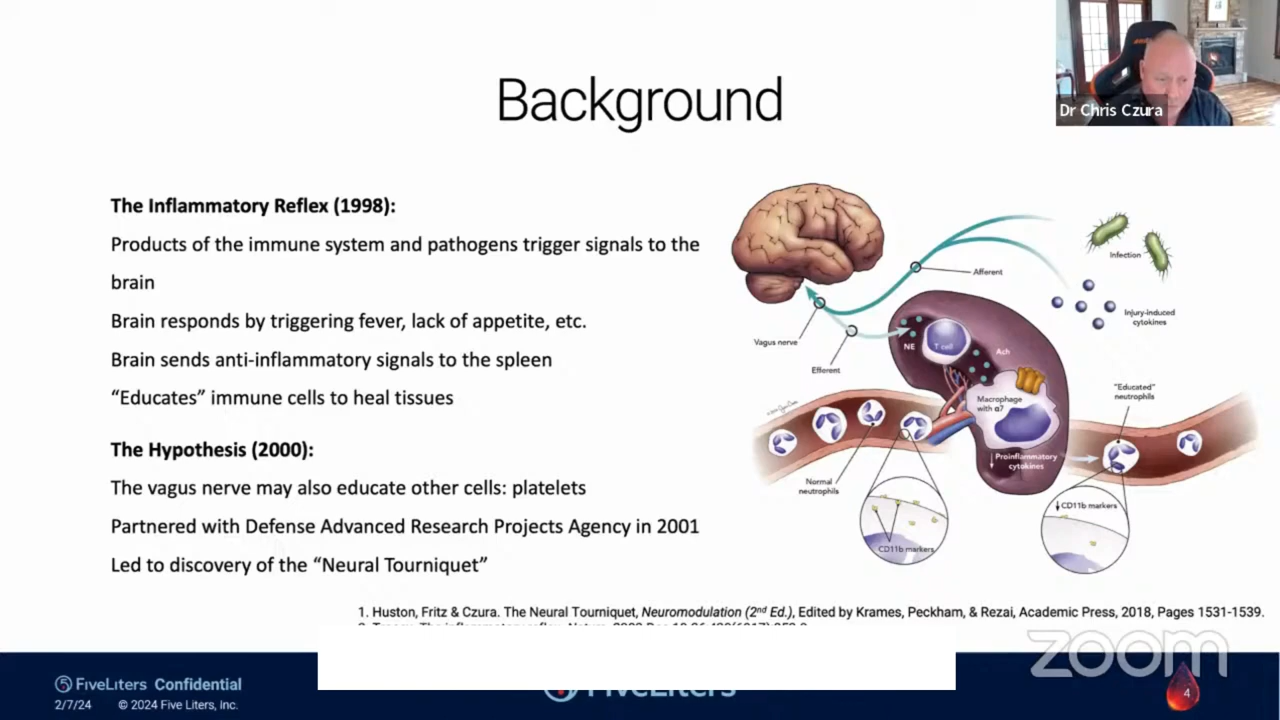 Background
Dr Chris Czura
The Inflammatory Reflex (1998):
Products of the immune system and pathogens trigger signals to the
brain
Brain responds by triggering fever, lack of appetite, etc.
Brain sends anti-inflammatory signals to the spleen
“Educates” immune cells to heal tissues
The Hypothesis (2000):
The vagus nerve may also educate other cells: platelets
Partnered with Defense Advanced Research Projects Agency in 2001
Led to discovery of the “Neural Tourniquet”
Infection
Afferent
Injury-induced
cytokines
Vagus nerve
Efferent
NE
T cell
Ach
Macrophage
with α7
"Educated"
neutrophils
↓ Proinflammatory
cytokines
Normal
neutrophils
CD11b markers
↓ CD11b markers
1. Huston, Fritz & Czura. The Neural Tourniquet, Neuromodulation (2nd Ed.), Edited by Krames, Peckham, & Rezai, Academic Press, 2018, Pages 1531-1539.
zoom
FiveLiters Confidential
2/7/24 © 2024 Five Liters, Inc.
FiveLiters
4